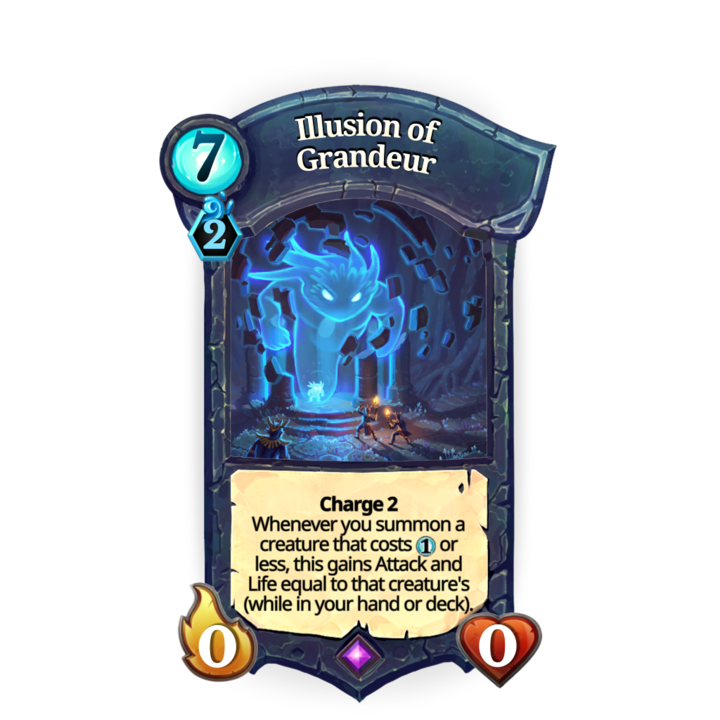 Illusion of
Grandeur
7
2
Charge 2
Whenever you summon a
creature that costs 1 or
less, this gains Attack and
Life equal to that creature's
(while in your hand or deck).
0
0